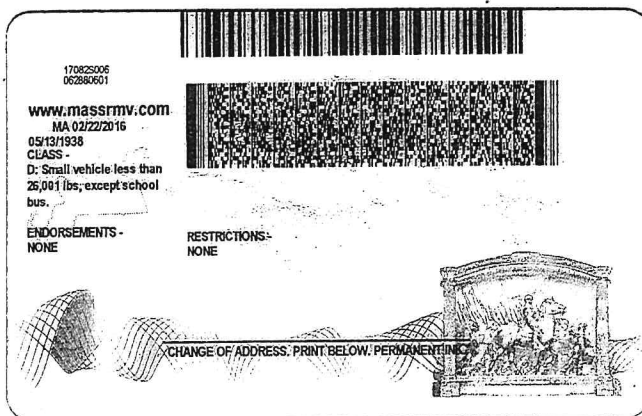 17082S006
062880601
www.massrmv.com
MA 02/22/2016
05/13/1938
CLASS -
D: Small vehicle less than
26,001 lbs, except school
bus.
ENDORSEMENTS -
NONE
RESTRICTIONS -
NONE
CHANGE OF ADDRESS. PRINT BELOW. PERMANENT INK.